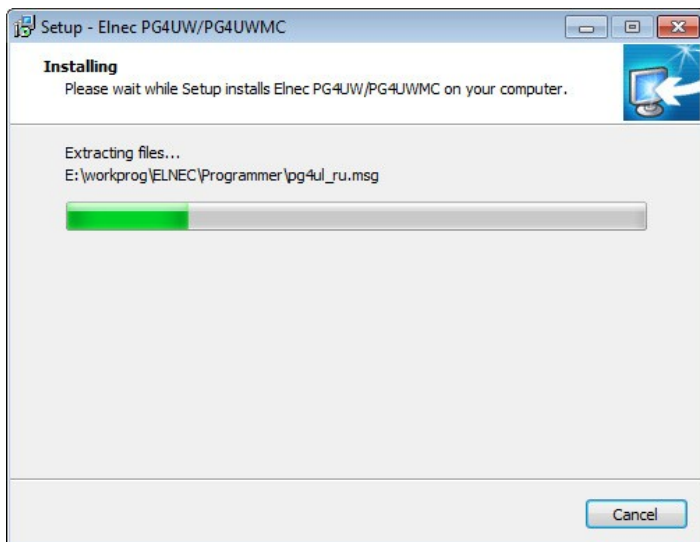 Setup - Elnec PG4UW/PG4UWMC
Installing
Please wait while Setup installs Elnec PG4UW/PG4UWMC on your computer.
Extracting files...
E:\workprog\ELNEC\Programmer\pg4ul_ru.msg
Cancel